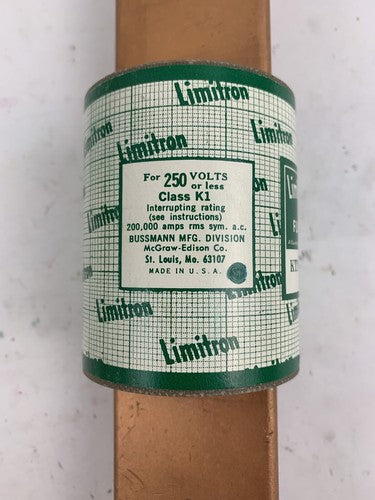 Limitron
Limitron
Limitron
For 250 VOLTS
or less
Class K1
Interrupting rating
(see instructions)
200,000 amps rms sym. a.c.
BUSSMANN MFG. DIVISION
McGraw-Edison Co.
St. Louis, Mo. 63107
MADE IN U.S.A.
Limitron
Limitron
Limitron